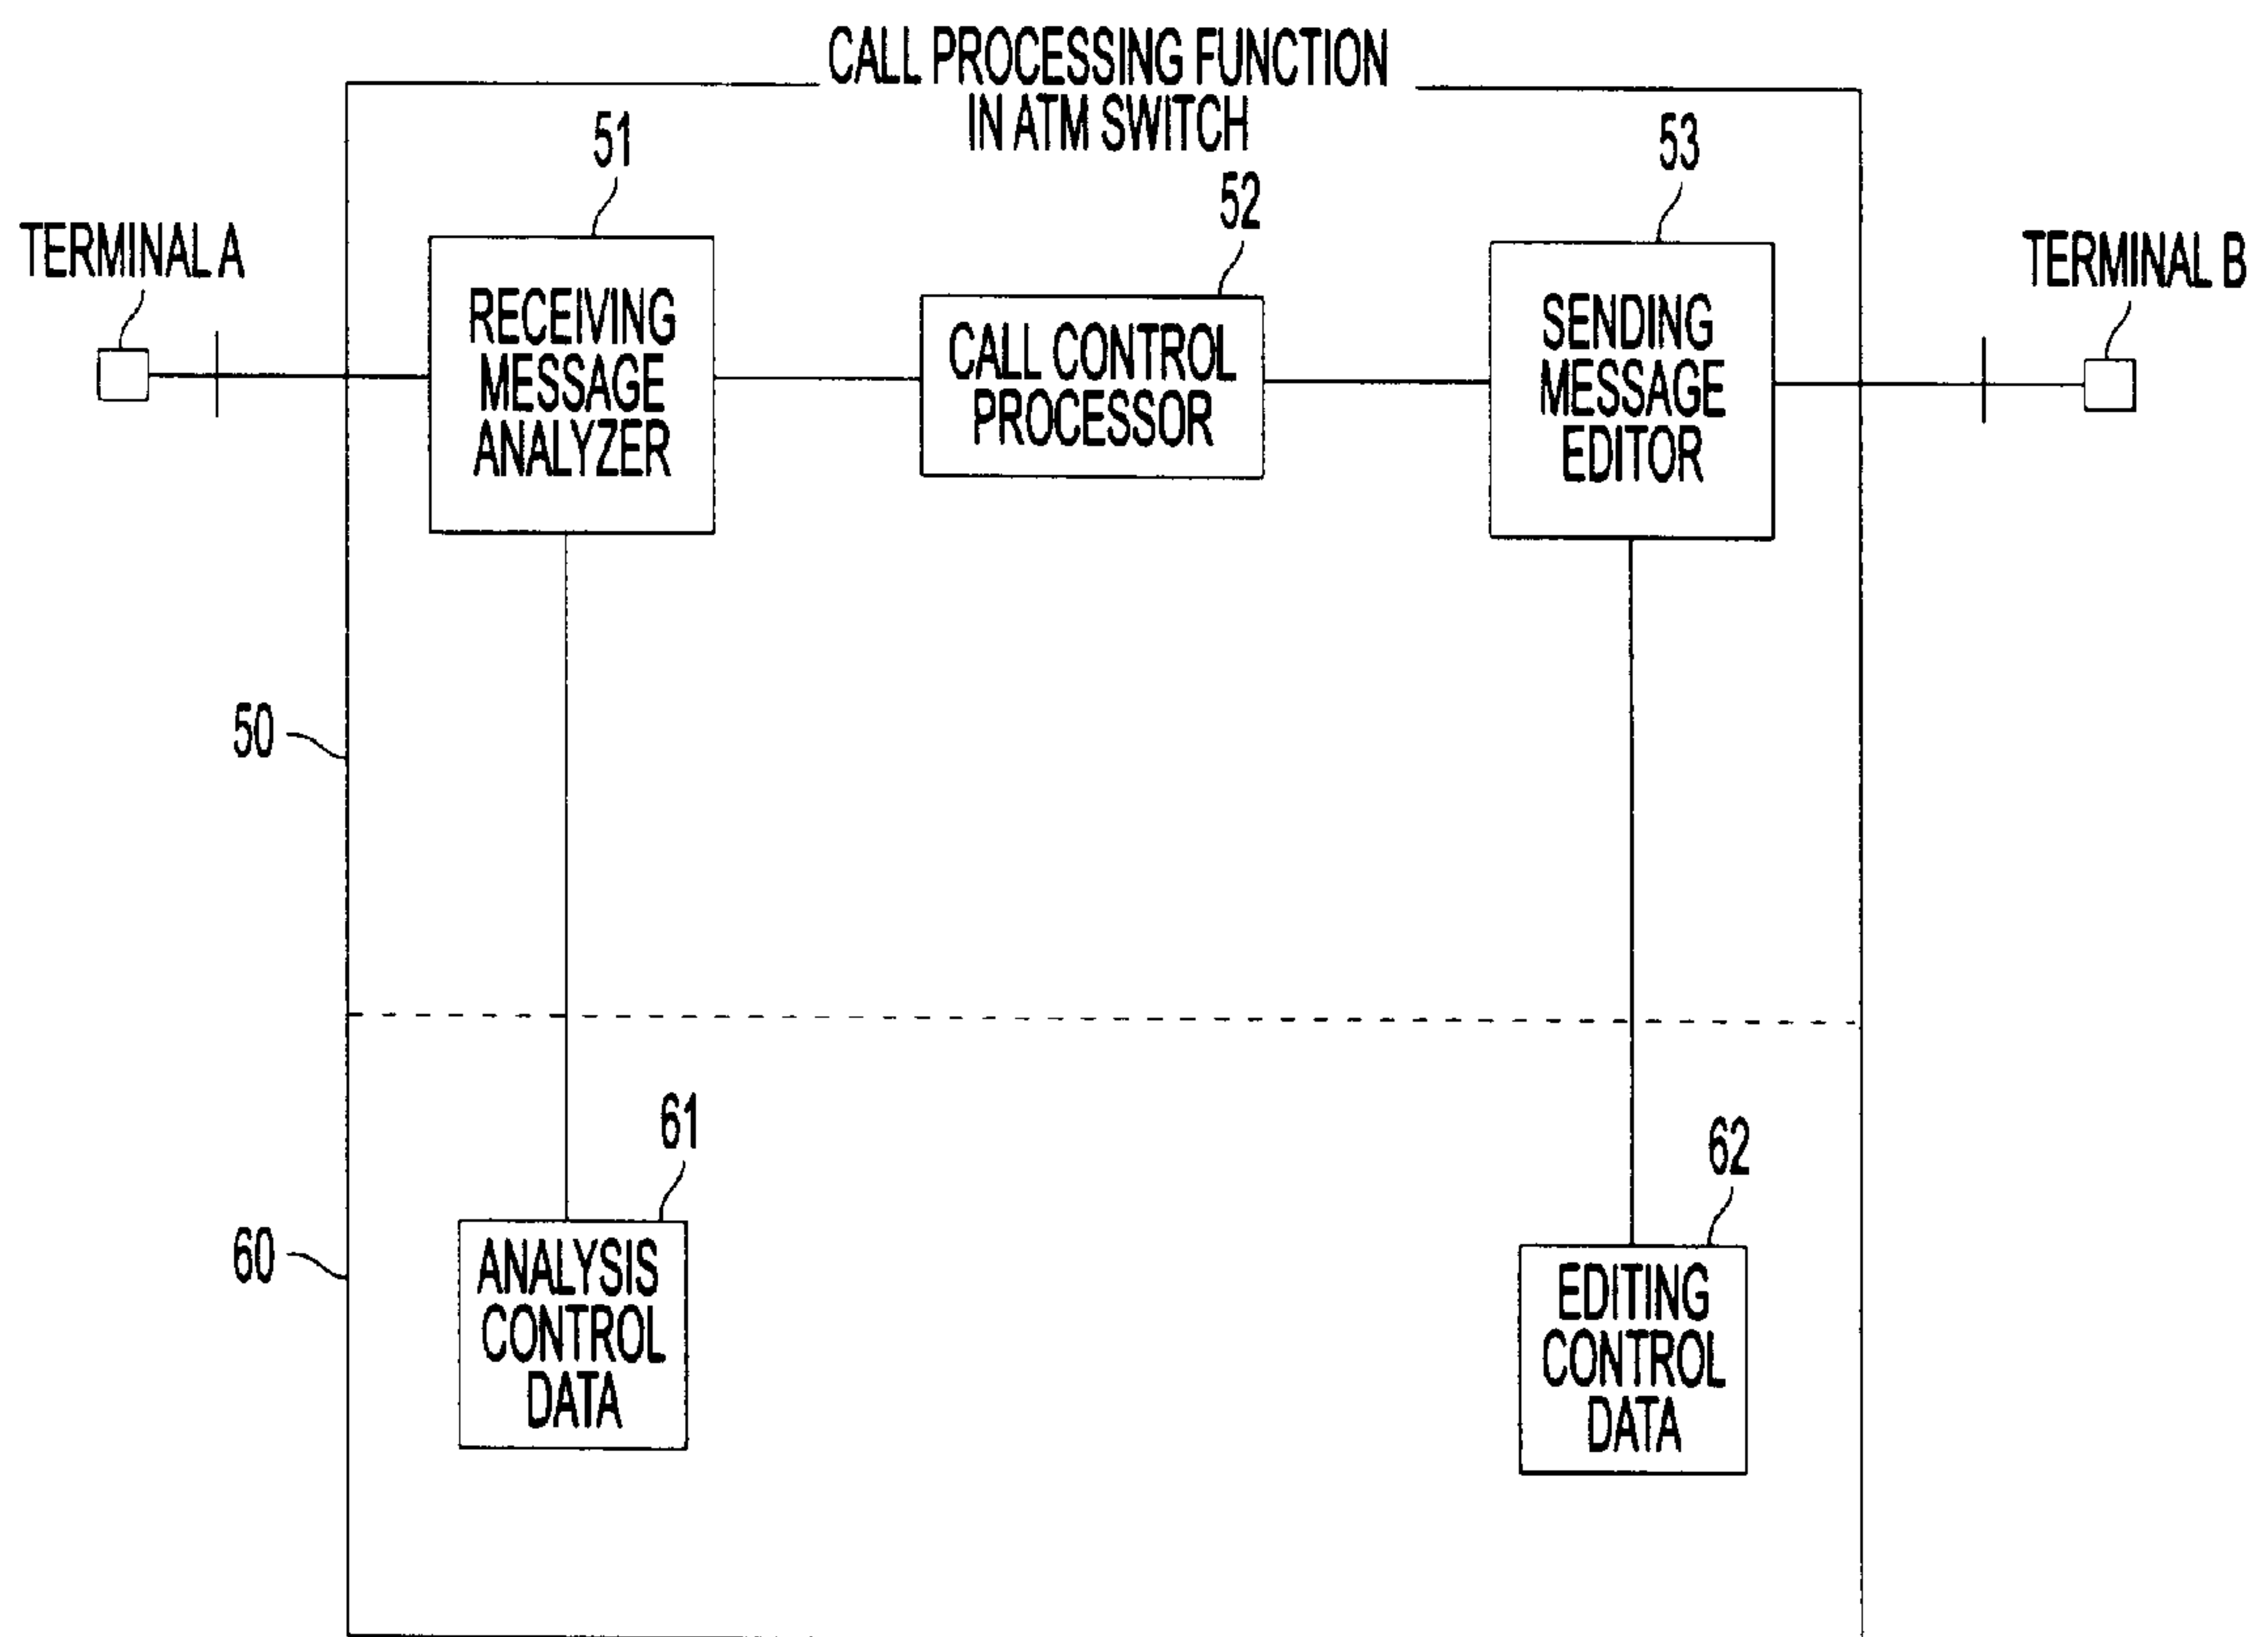 CALL PROCESSING FUNCTION
IN ATM SWITCH
51
53
52
TERMINAL A
TERMINAL B
RECEIVING
MESSAGE
ANALYZER
CALL CONTROL
PROCESSOR
SENDING
MESSAGE
EDITOR
50
61
62
60
ANALYSIS
CONTROL
DATA
EDITING
CONTROL
DATA